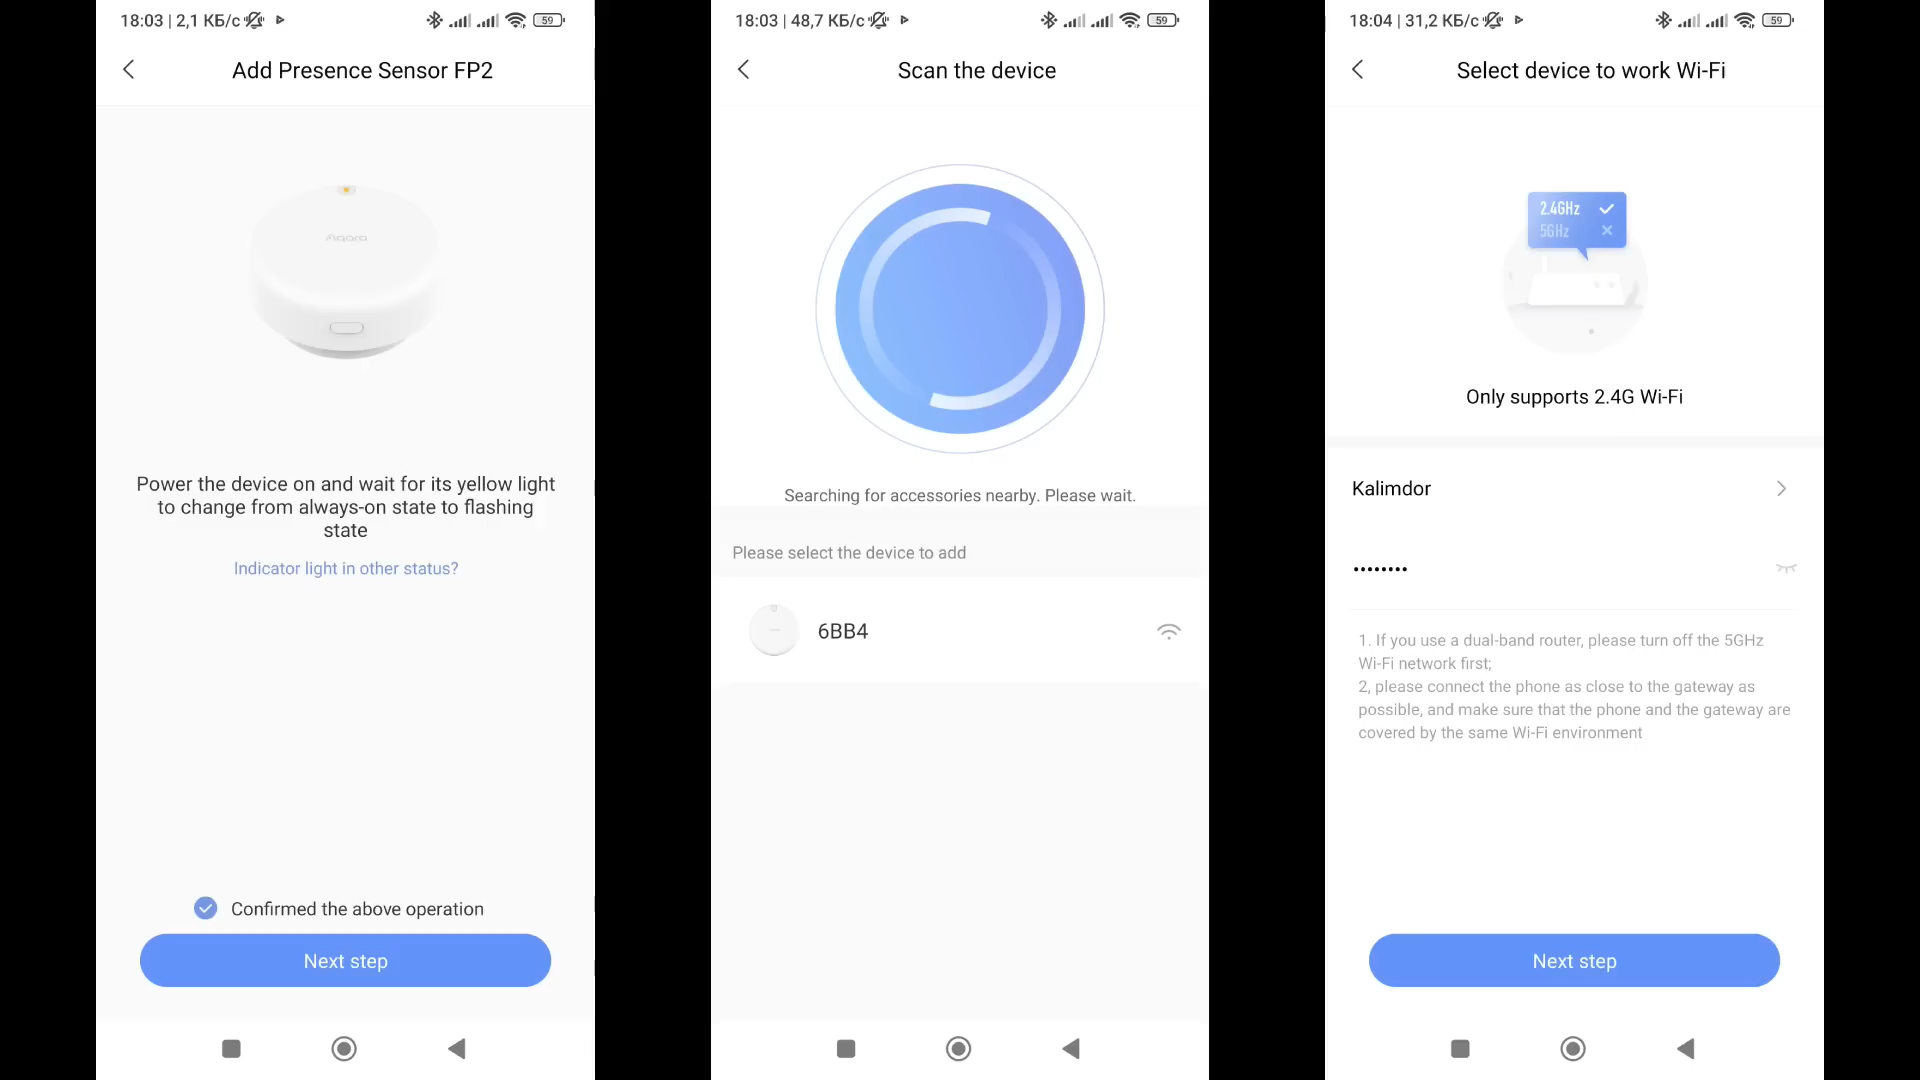 18:03 | 2,1 КБ/с
59
Add Presence Sensor FP2
Aqara
Power the device on and wait for its yellow light
to change from always-on state to flashing
state
Indicator light in other status?
Confirmed the above operation
Next step
18:03 | 48,7 КБ/с
59
Scan the device
Searching for accessories nearby. Please wait.
Please select the device to add
6BB4
18:04 | 31,2 КБ/с
59
Select device to work Wi-Fi
2.4GHz
5GHz
Only supports 2.4G Wi-Fi
Kalimdor
••••••••
1. If you use a dual-band router, please turn off the 5GHz
Wi-Fi network first;
2, please connect the phone as close to the gateway as
possible, and make sure that the phone and the gateway are
covered by the same Wi-Fi environment
Next step